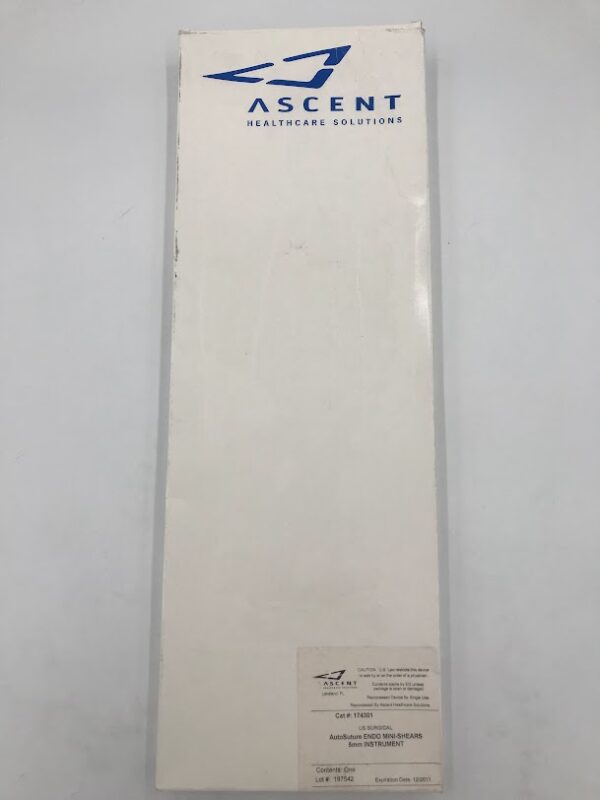 ASCENT
HEALTHCARE SOLUTIONS
ASCENT
HEALTHCARE SOLUTIONS
Lakeland, FL
CAUTION: U.S. Law restricts this device
to sale by or on the order of a physician.
Contents sterile by EO unless
package is open or damaged.
Reprocessed Device for Single Use.
Reprocessed By Ascent Healthcare Solutions
Cat #: 174301
US SURGICAL
AutoSuture ENDO MINI-SHEARS
5mm INSTRUMENT
Contents: One
Lot #: 197542
Expiration Date: 12/2011